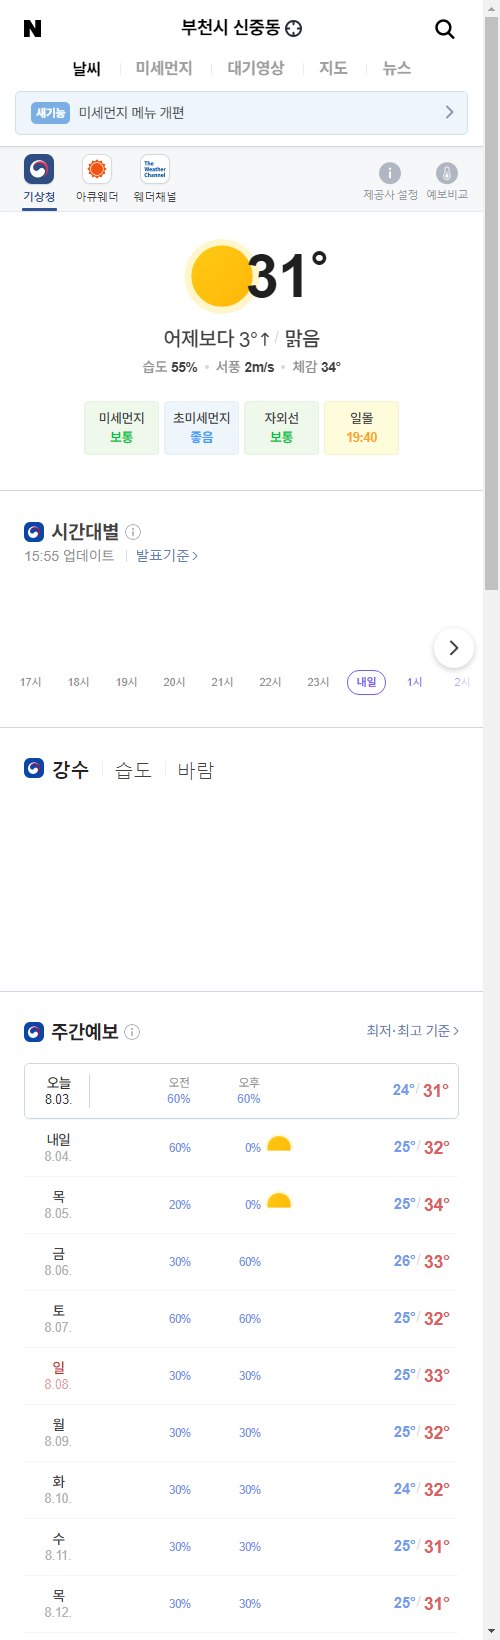 N
부천시 신중동
날씨 미세먼지 대기영상 지도 뉴스
새기능 미세먼지 메뉴 개편
The
Weather
Channel
기상청 아큐웨더 웨더채널 제공사 설정 예보비교
31°
어제보다 3°↑ / 맑음
습도 55% 서풍 2m/s 체감 34°
미세먼지 초미세먼지 자외선 일몰
보통 좋음 보통 19:40
시간대별
15:55 업데이트 발표기준
17시 18시 19시 20시 21시 22시 23시 내일 1시 2시
강수 습도 바람
주간예보 최저·최고 기준
오늘 오전 오후
8.03. 60% 60% 24°/ 31°
내일
8.04. 60% 0% 25°/ 32°
목
8.05. 20% 0% 25°/ 34°
금
8.06. 30% 60% 26°/ 33°
토
8.07. 60% 60% 25°/ 32°
일
8.08. 30% 30% 25°/ 33°
월
8.09. 30% 30% 25°/ 32°
화
8.10. 30% 30% 24°/ 32°
수
8.11. 30% 30% 25°/ 31°
목
8.12. 30% 30% 25°/ 31°